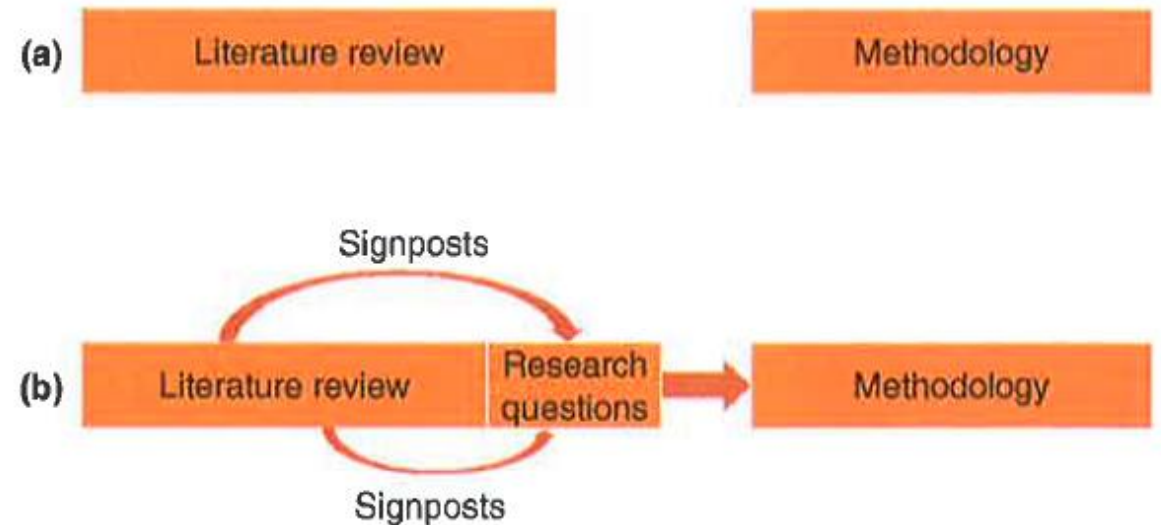 (a) Literature review Methodology
Signposts
(b) Literature review Research questions Methodology
Signposts